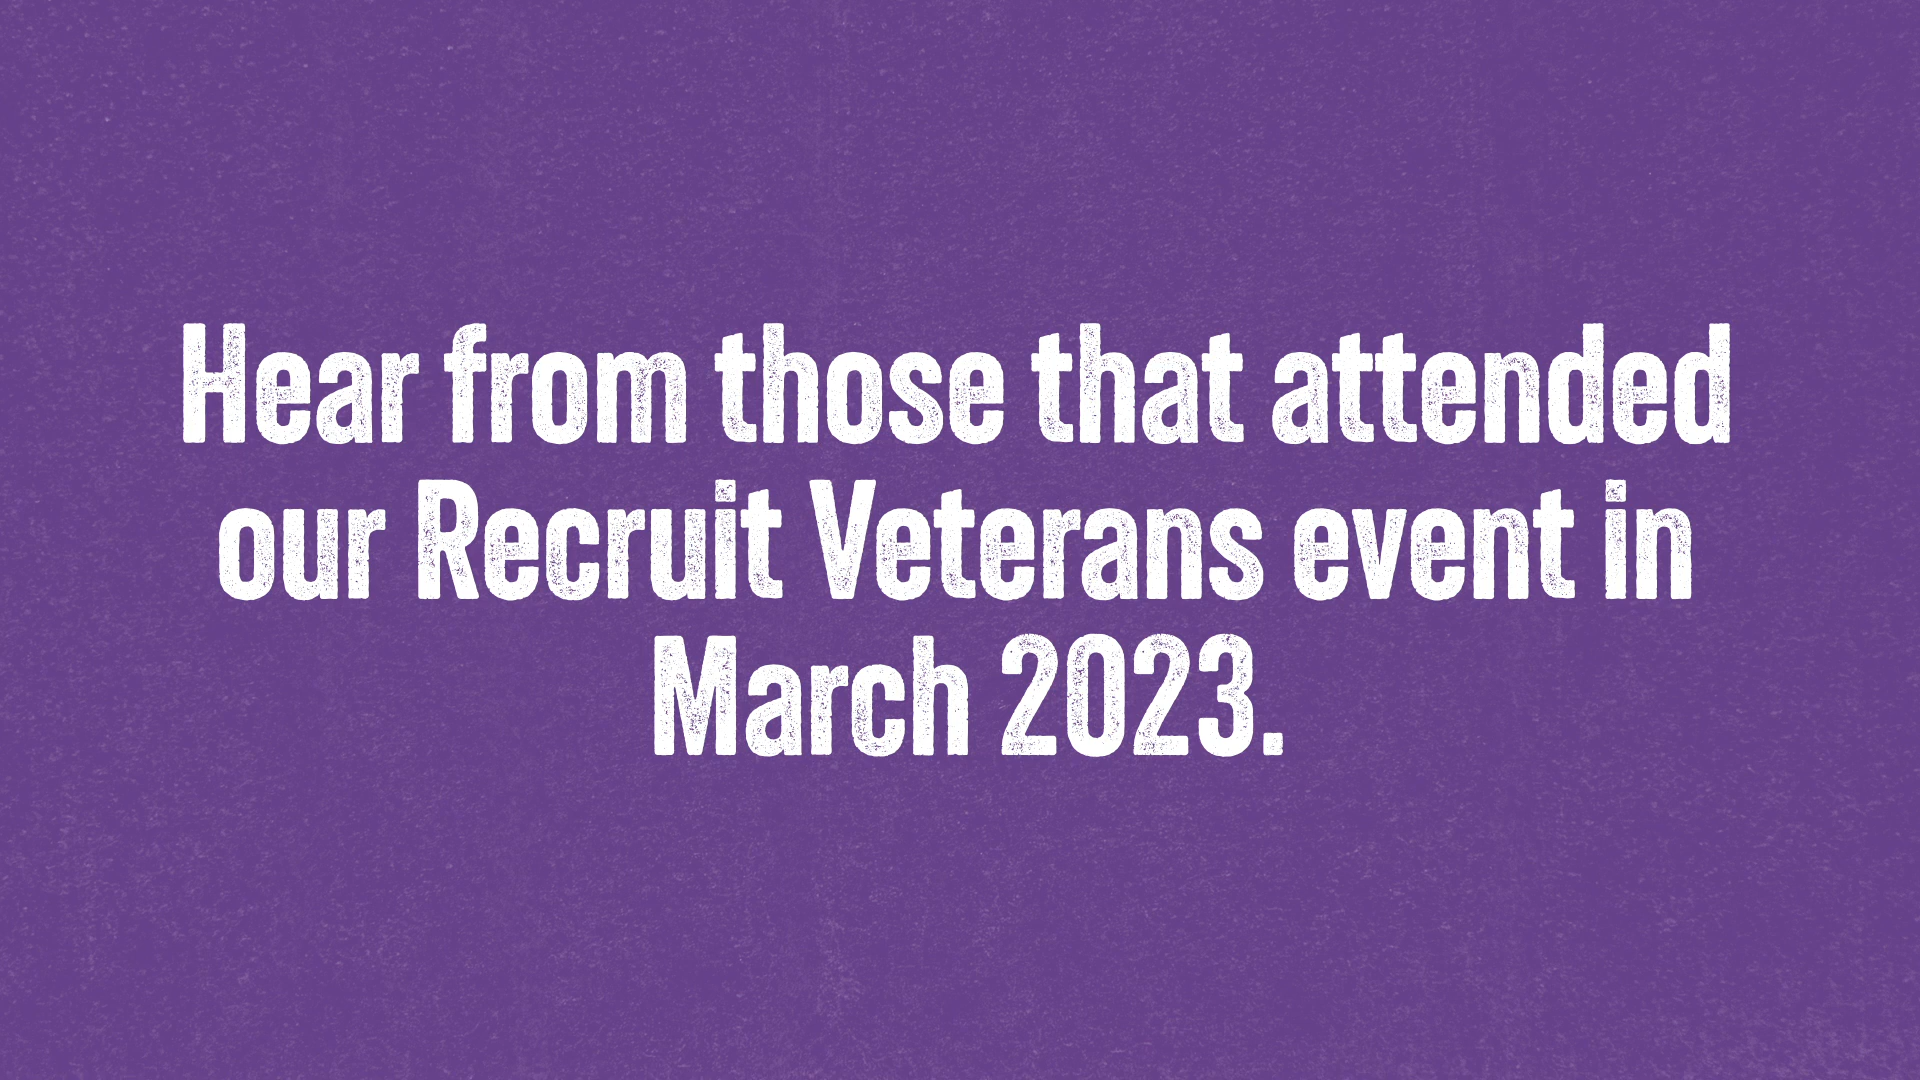 Hear from those that attended
our Recruit Veterans event in
March 2023.